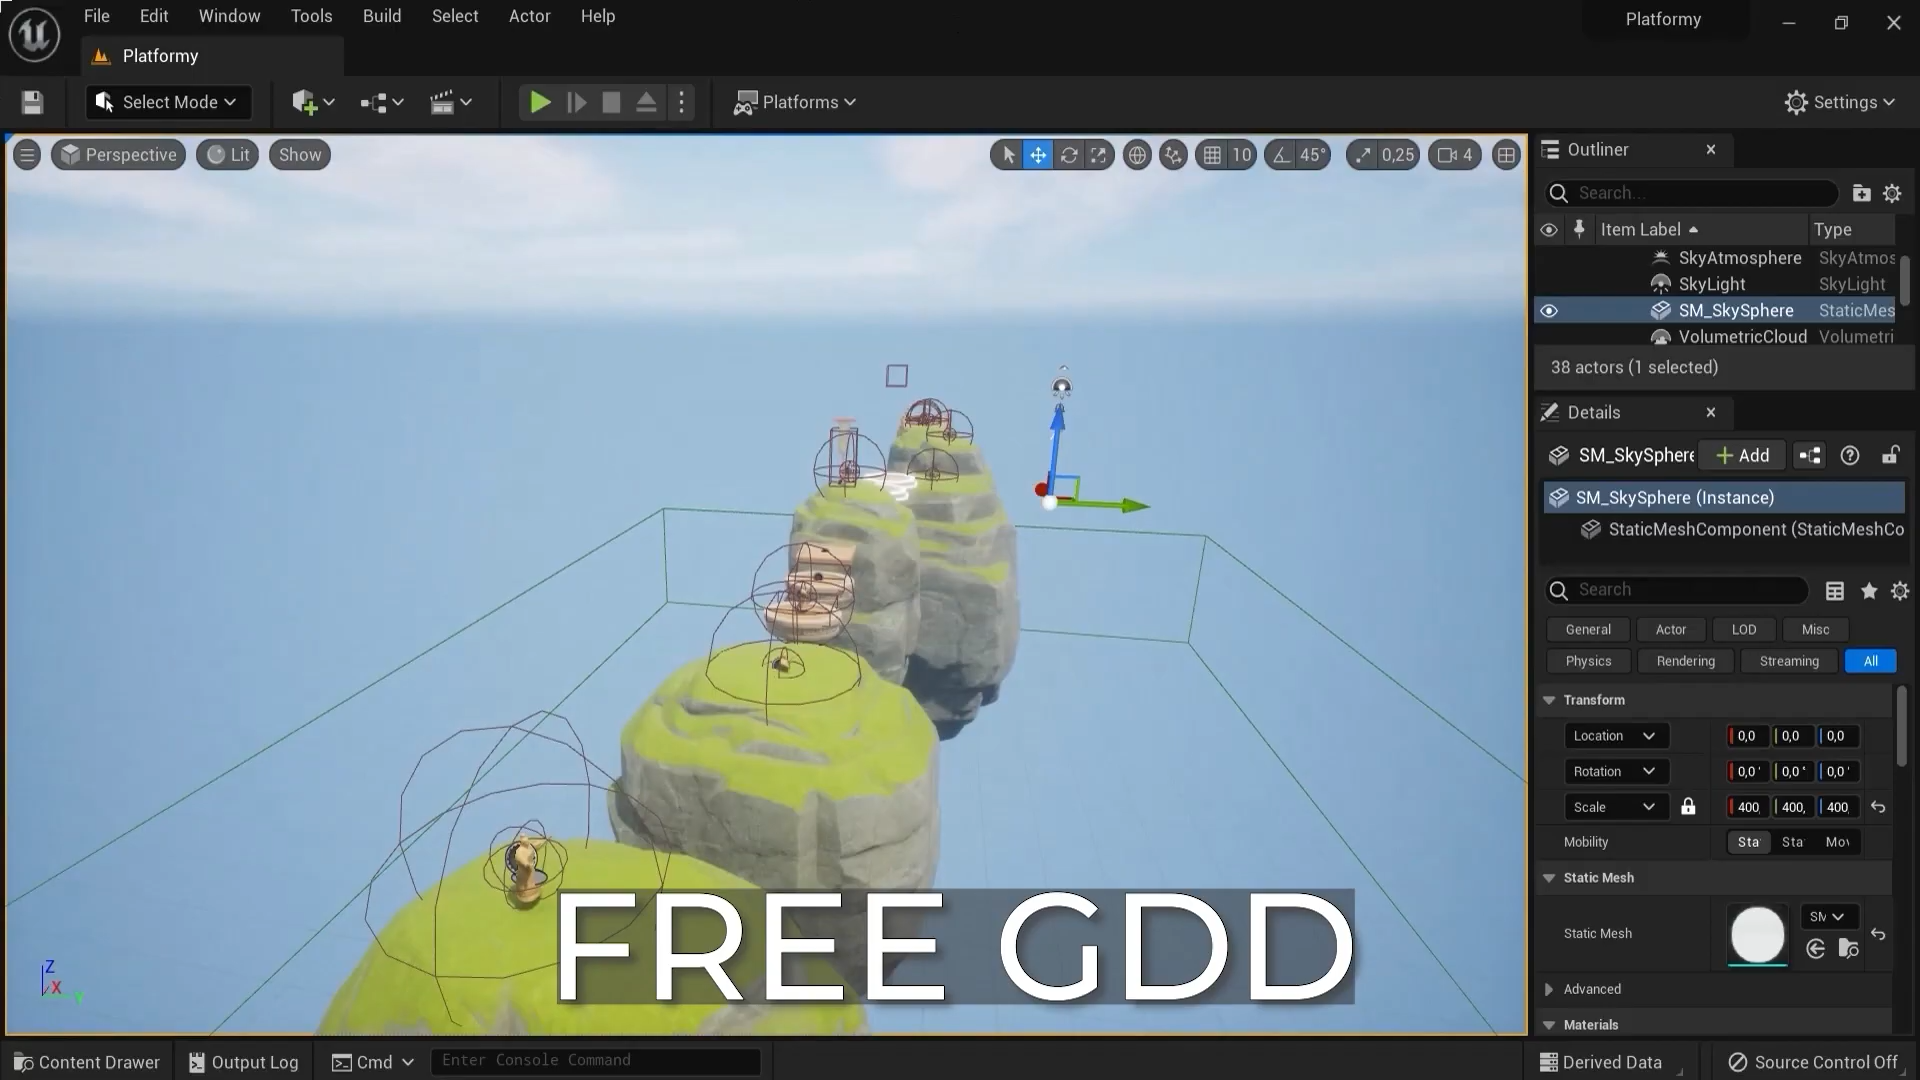 File Edit Window Tools Build Select Actor Help
Platformy
Platformy
Select Mode
Platforms
Settings
Perspective Lit Show
10 45° 0,25 4
Outliner
Search...
Item Label Type
SkyAtmosphere SkyAtmos
SkyLight SkyLight
SM_SkySphere StaticMes
VolumetricCloud Volumetri
38 actors (1 selected)
Details
SM_SkySphere Add
SM_SkySphere (Instance)
StaticMeshComponent (StaticMeshCo
Search
General Actor LOD Misc
Physics Rendering Streaming All
Transform
Location 0,0 0,0 0,0
Rotation 0,0 ° 0,0 ° 0,0 °
Scale 400, 400, 400,
Mobility Sta Sta Mov
Static Mesh
Static Mesh SM
Advanced
Materials
Z
X
Y
FREE GDD
Content Drawer Output Log Cmd Enter Console Command Derived Data Source Control Off